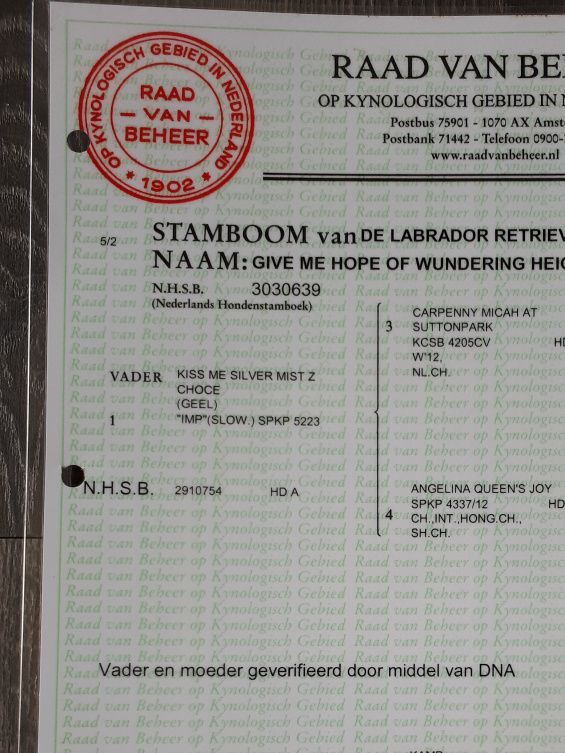 OP KYNOLOGISCH GEBIED IN NEDERLAND
RAAD
VAN
BEHEER
* 1902 *
RAAD VAN BE
OP KYNOLOGISCH GEBIED IN
Postbus 75901 - 1070 AX Amst
Postbank 71442 - Telefoon 0900-
www.raadvanbeheer.nl
5/2
STAMBOOM van DE LABRADOR RETRIEV
NAAM: GIVE ME HOPE OF WUNDERING HEI
N.H.S.B. 3030639
(Nederlands Hondenstamboek)
VADER KISS ME SILVER MIST Z
CHOCE
(GEEL)
1 "IMP"(SLOW.) SPKP 5223
N.H.S.B. 2910754 HD A
3 CARPENNY MICAH AT
SUTTONPARK
KCSB 4205CV HD
W'12,
NL.CH.
4 ANGELINA QUEEN'S JOY
SPKP 4337/12 HD
CH.,INT.,HONG.CH.,
SH.CH.
Vader en moeder geverifieerd door middel van DNA